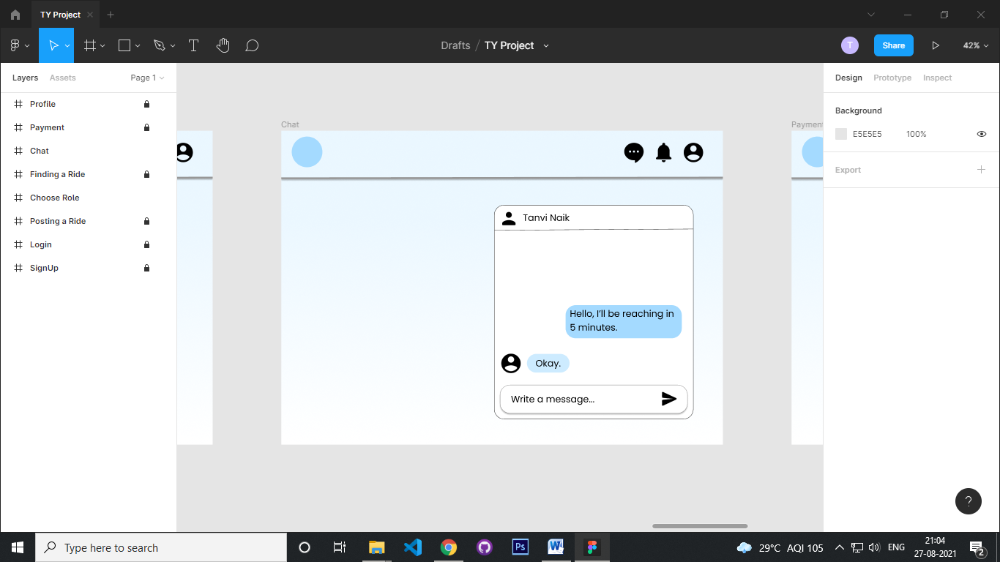 TY Project
Drafts / TY Project
T
Share
42%
Layers
Assets
Page 1
Profile
Payment
Chat
Finding a Ride
Choose Role
Posting a Ride
Login
SignUp
Chat
Tanvi Naik
Hello, I'll be reaching in
5 minutes.
Okay.
Write a message...
Payment
Design
Prototype
Inspect
Background
E5E5E5
100%
Export
?
Type here to search
Ps
W
29°C AQI 105
ENG
21:04
27-08-2021
2